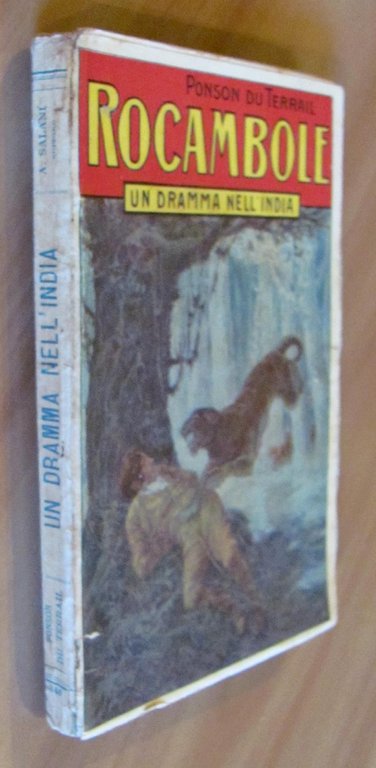 PONSON DU TERRAIL
ROCAMBOLE
UN DRAMMA NELL'INDIA
A. SALANI
UN DRAMMA NELL'INDIA
PONSON
DU TERRAIL